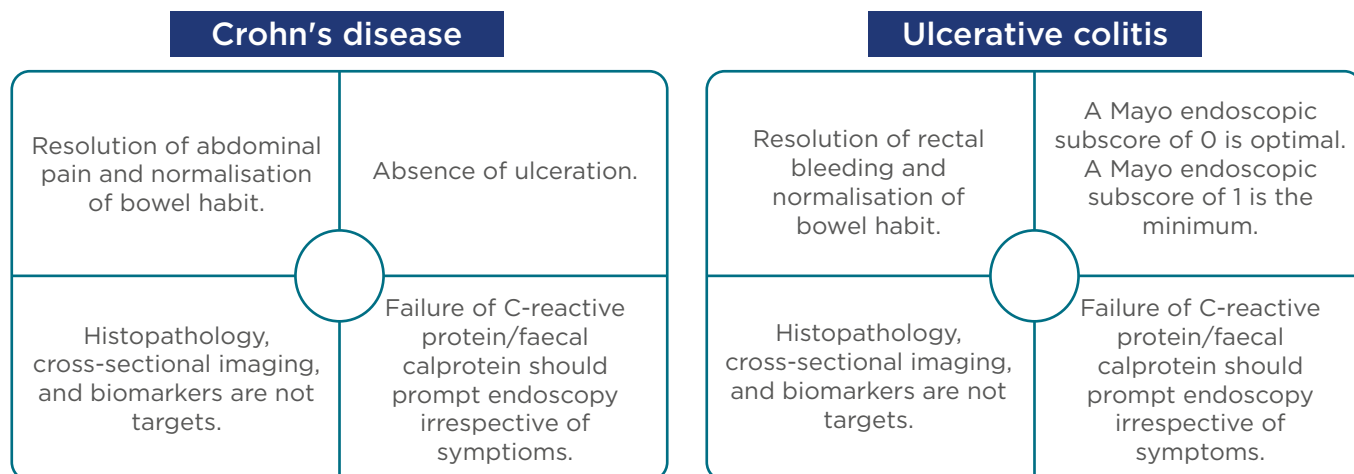 Crohn's disease
Resolution of abdominal
pain and normalisation
of bowel habit.
Absence of ulceration.
Histopathology,
cross-sectional imaging,
and biomarkers are not
targets.
Failure of C-reactive
protein/faecal
calprotein should
prompt endoscopy
irrespective of
symptioms.
Ulcerative colitis
Resolution of rectal
bleeding and
normalisation of
bowel habit.
A Mayo endoscopic
subscore of 0 is optimal.
A Mayo endoscopic
subscore of 1 is the
minimum.
Histopathology,
cross-sectional imaging,
and biomarkers are not
targets.
Failure of C-reactive
protein/faecal
calprotein should
prompt endoscopy
irrespective of
symptoms.